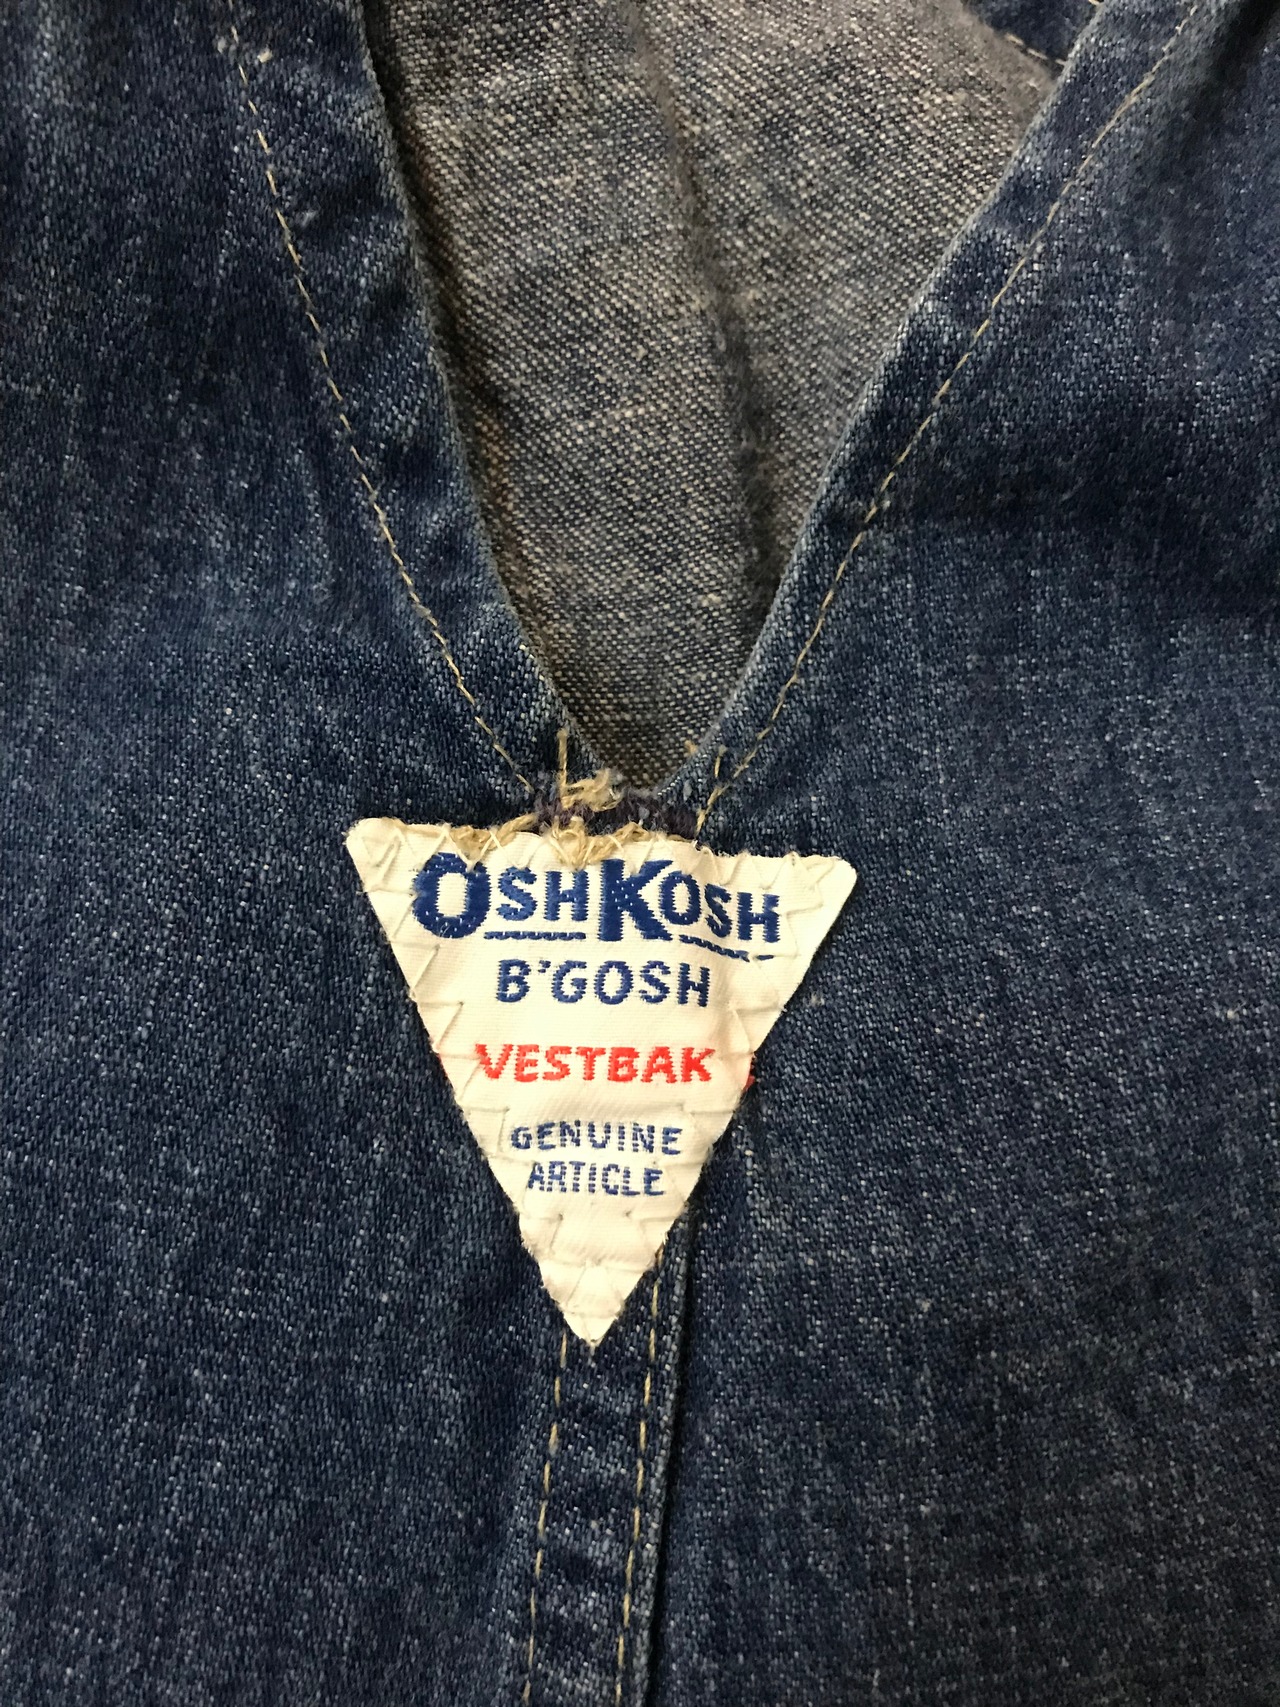 OSHKOSH
B'GOSH
VESTBAK
GENUINE
ARTICLE